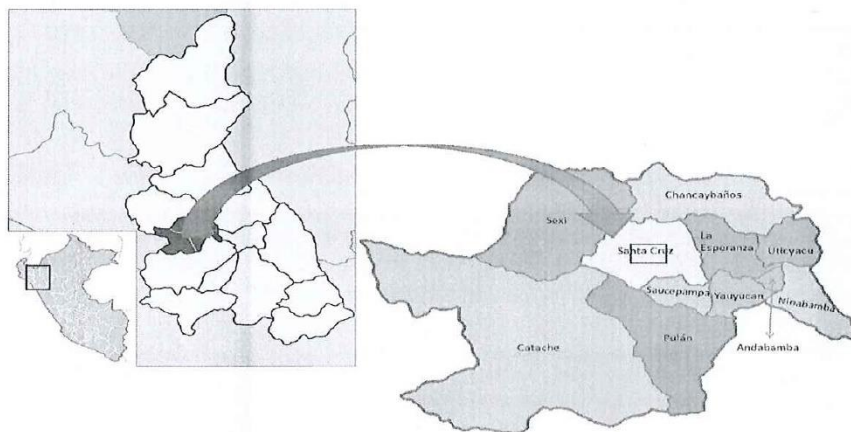 Chancaybaños
Sexi
La
Esperanza
Uticyacu
Santa Cruz
Saucepampa
Yauyucan
Ninabamba
Catache
Pulán
Andabamba